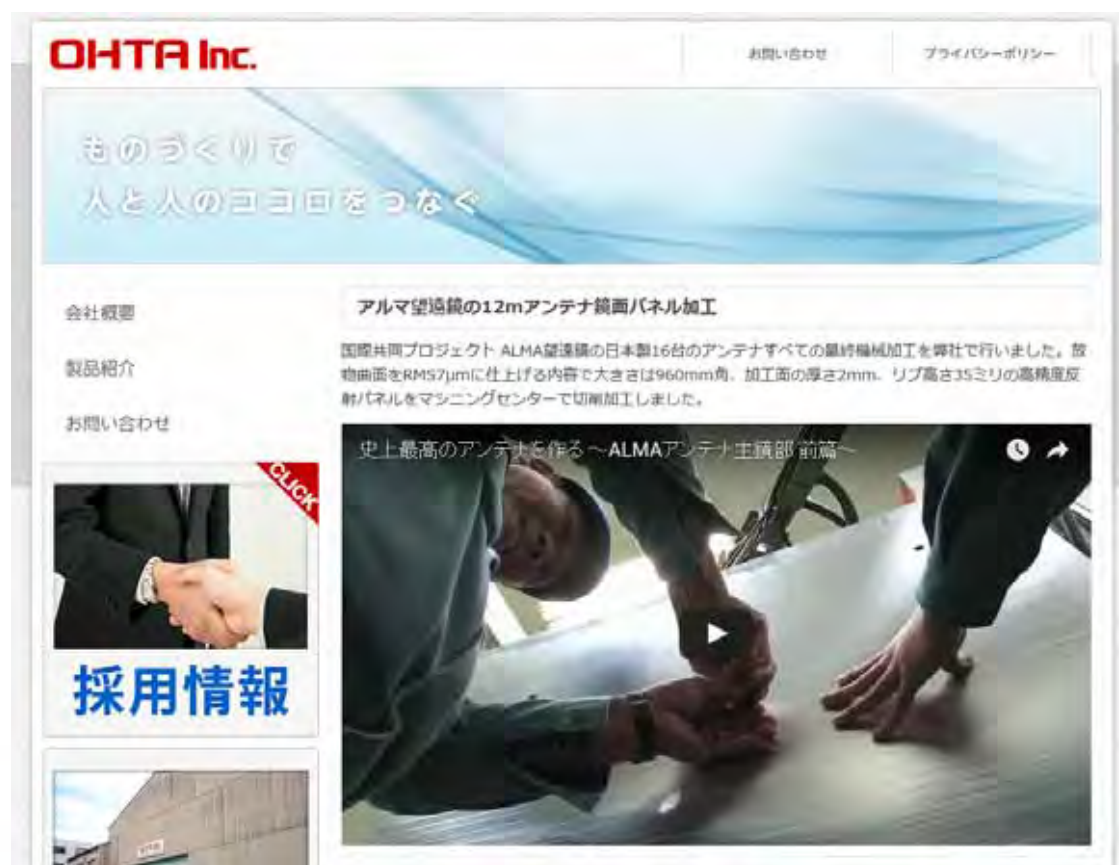 OHTA Inc.
お問い合わせ
プライバシーポリシー
ものづくりで
人と人のココロをつなぐ
会社概要
製品紹介
お問い合わせ
CLICK
採用情報
アルマ望遠鏡の12mアンテナ鏡面パネル加工
国際共同プロジェクト ALMA望遠鏡の日本製16台のアンテナすべての最終機械加工を弊社で行いました。放
物曲面をRMS7μmに仕上げる内容で大きさは960mm角、加工面の厚さ2mm、リブ高さ35ミリの高精度反
射パネルをマシニングセンターで切削加工しました。
史上最高のアンテナを作る～ALMAアンテナ主鏡部 前篇～